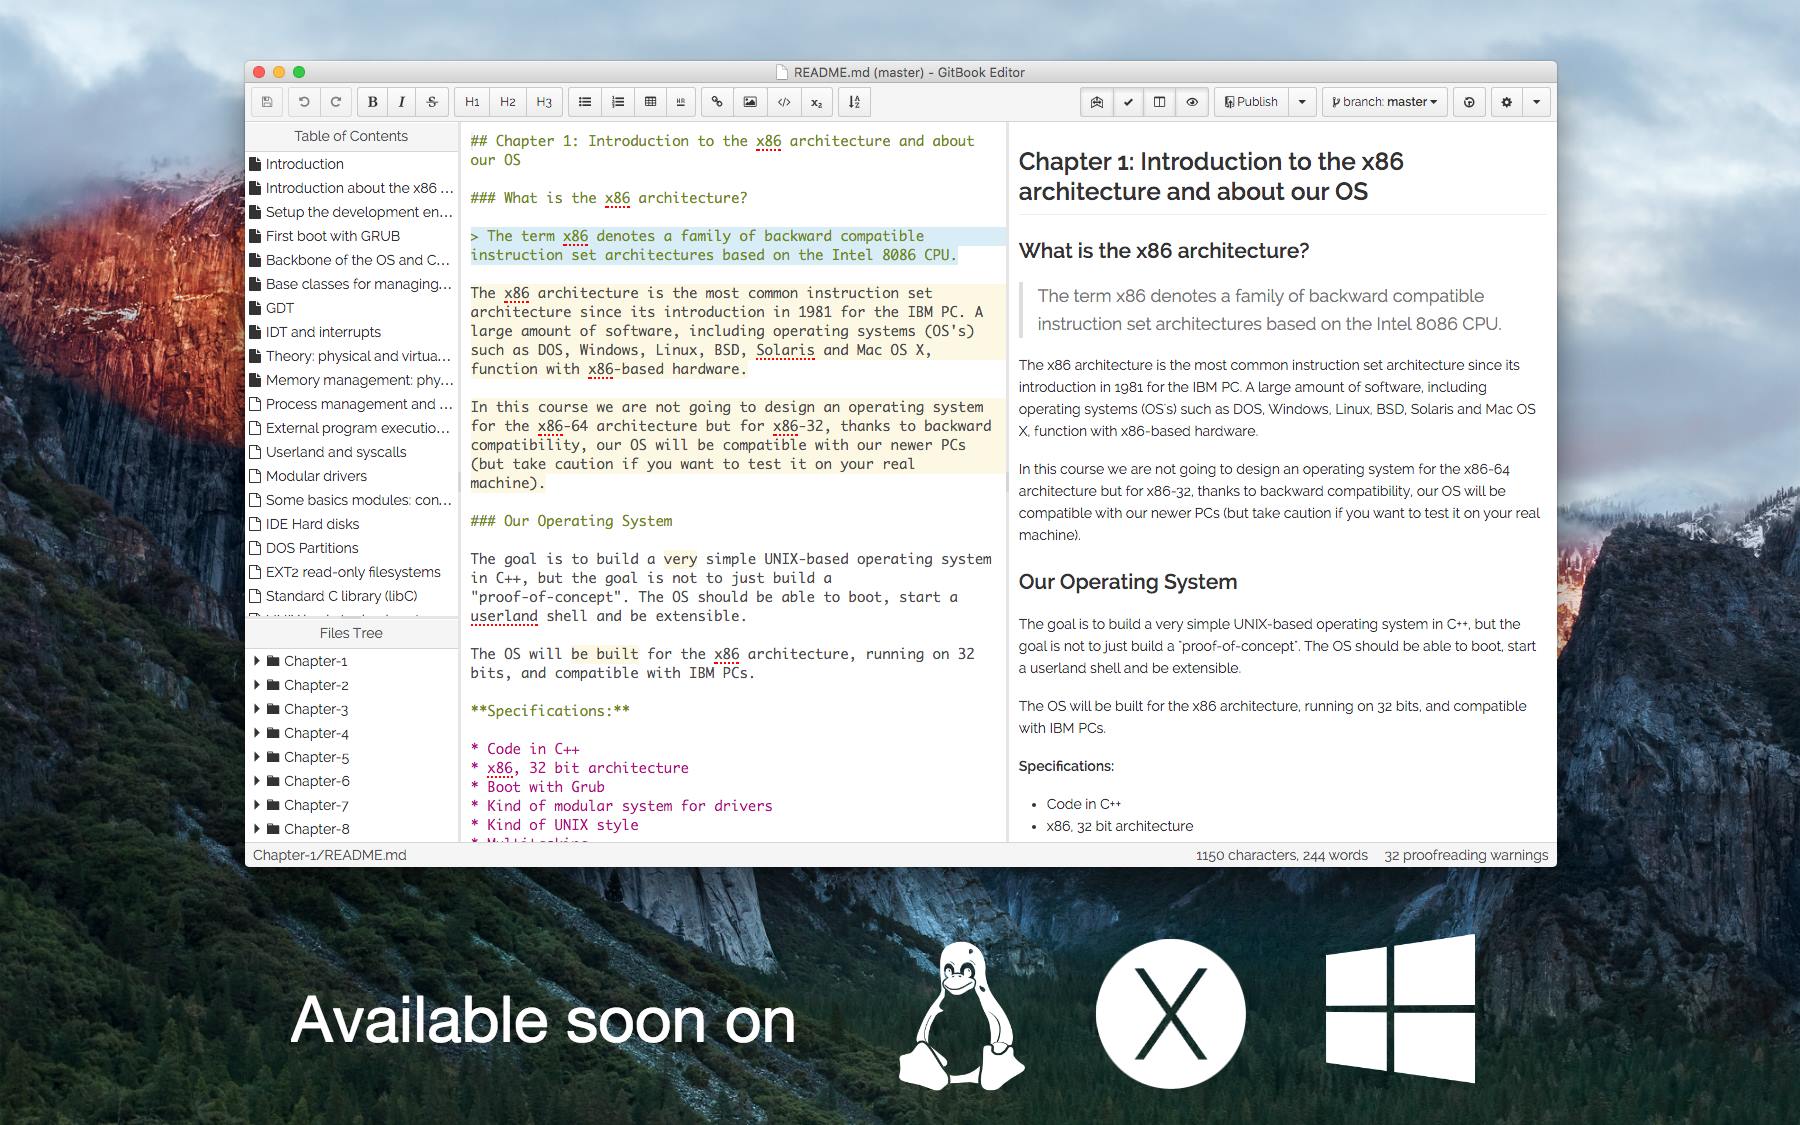 README.md (master) - GitBook Editor
B I S H1 H2 H3 Publish branch: master
Table of Contents
Introduction
Introduction about the x86 ...
Setup the development en...
First boot with GRUB
Backbone of the OS and C...
Base classes for managing...
GDT
IDT and interrupts
Theory: physical and virtua...
Memory management: phy...
Process management and ...
External program executio...
Userland and syscalls
Modular drivers
Some basics modules: con...
IDE Hard disks
DOS Partitions
EXT2 read-only filesystems
Standard C library (libC)
Files Tree
Chapter-1
Chapter-2
Chapter-3
Chapter-4
Chapter-5
Chapter-6
Chapter-7
Chapter-8
## Chapter 1: Introduction to the x86 architecture and about
our OS
### What is the x86 architecture?
> The term x86 denotes a family of backward compatible
instruction set architectures based on the Intel 8086 CPU.
The x86 architecture is the most common instruction set
architecture since its introduction in 1981 for the IBM PC. A
large amount of software, including operating systems (OS's)
such as DOS, Windows, Linux, BSD, Solaris and Mac OS X,
function with x86-based hardware.
In this course we are not going to design an operating system
for the x86-64 architecture but for x86-32, thanks to backward
compatibility, our OS will be compatible with our newer PCs
(but take caution if you want to test it on your real
machine).
### Our Operating System
The goal is to build a very simple UNIX-based operating system
in C++, but the goal is not to just build a
"proof-of-concept". The OS should be able to boot, start a
userland shell and be extensible.
The OS will be built for the x86 architecture, running on 32
bits, and compatible with IBM PCs.
**Specifications:**
* Code in C++
* x86, 32 bit architecture
* Boot with Grub
* Kind of modular system for drivers
* Kind of UNIX style
* Multitasking
Chapter 1: Introduction to the x86
architecture and about our OS
What is the x86 architecture?
The term x86 denotes a family of backward compatible
instruction set architectures based on the Intel 8086 CPU.
The x86 architecture is the most common instruction set architecture since its
introduction in 1981 for the IBM PC. A large amount of software, including
operating systems (OS's) such as DOS, Windows, Linux, BSD, Solaris and Mac OS
X, function with x86-based hardware.
In this course we are not going to design an operating system for the x86-64
architecture but for x86-32, thanks to backward compatibility, our OS will be
compatible with our newer PCs (but take caution if you want to test it on your real
machine).
Our Operating System
The goal is to build a very simple UNIX-based operating system in C++, but the
goal is not to just build a "proof-of-concept". The OS should be able to boot, start
a userland shell and be extensible.
The OS will be built for the x86 architecture, running on 32 bits, and compatible
with IBM PCs.
Specifications:
• Code in C++
• x86, 32 bit architecture
Chapter-1/README.md
1150 characters, 244 words 32 proofreading warnings
Available soon on
X